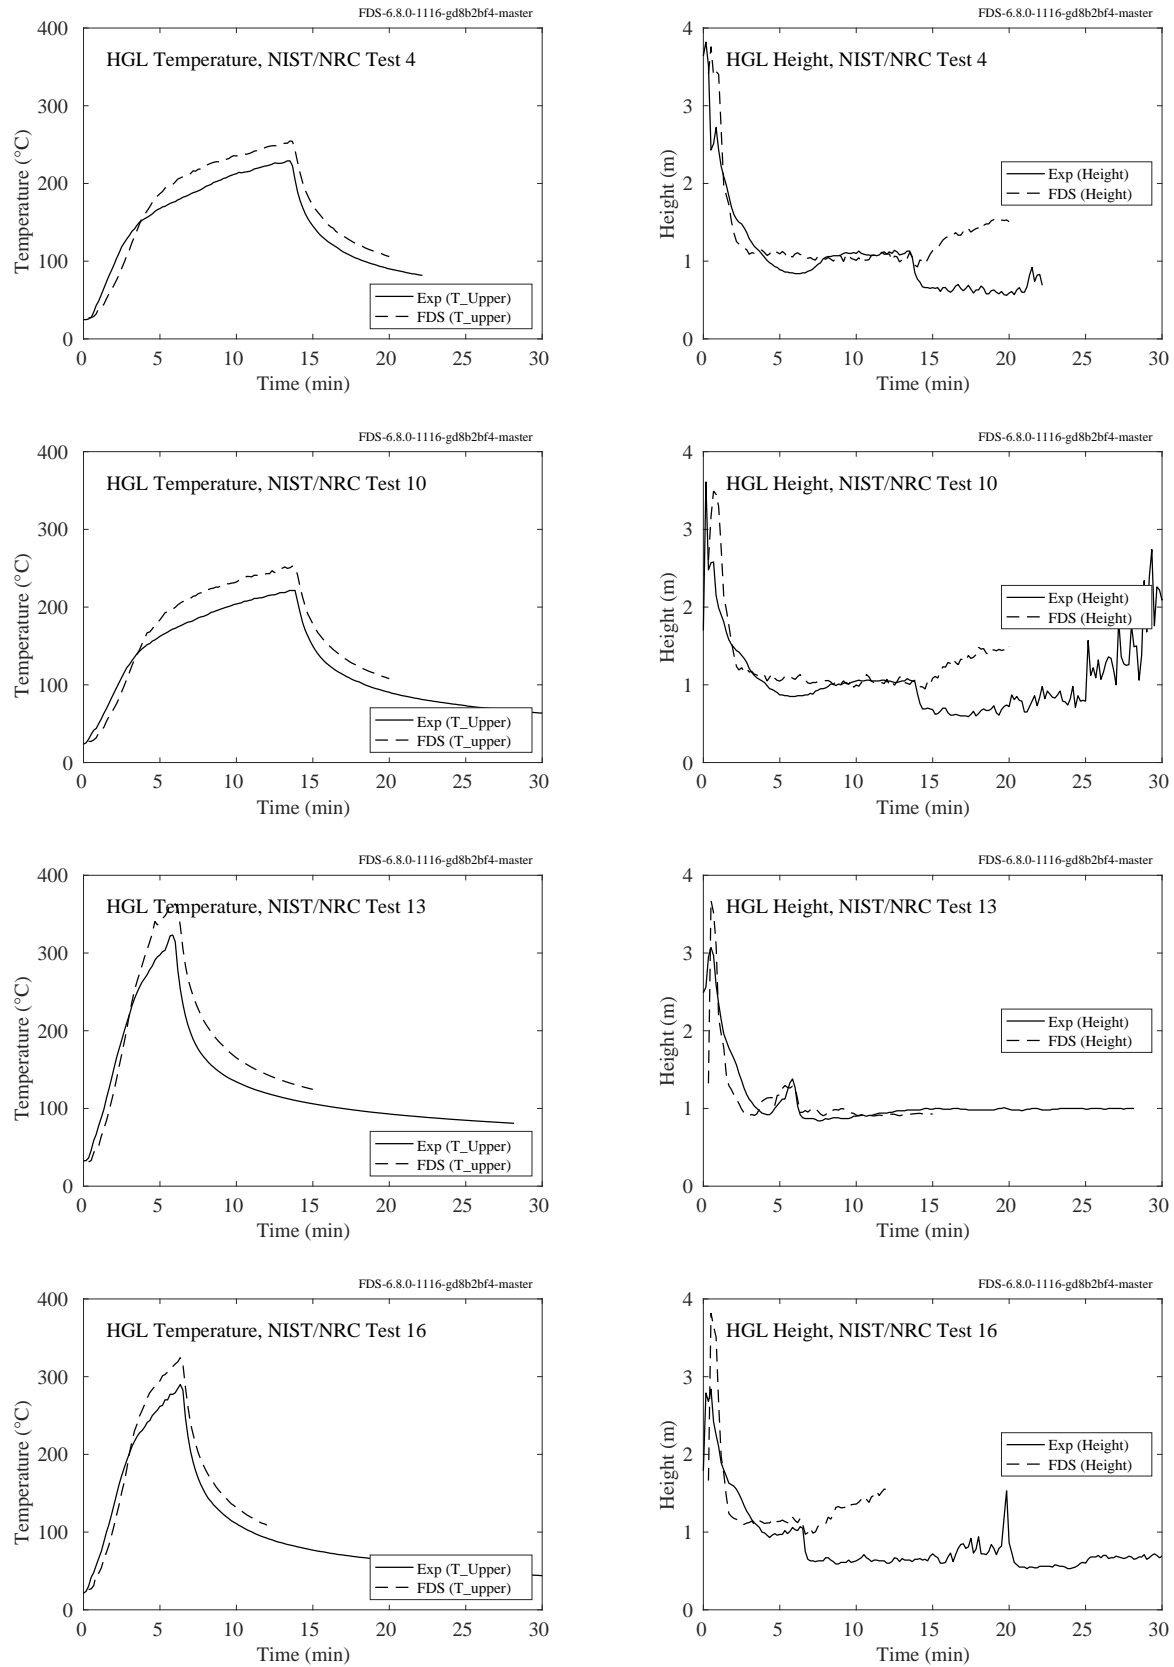 FDS-6.8.0-1116-gd8b2bf4-master
HGL Temperature, NIST/NRC Test 4
Temperature (°C)
400
300
200
100
0
Exp (T_Upper)
FDS (T_upper)
0 5 10 15 20 25 30
Time (min)
FDS-6.8.0-1116-gd8b2bf4-master
HGL Height, NIST/NRC Test 4
Height (m)
4
3
2
1
0
Exp (Height)
FDS (Height)
0 5 10 15 20 25 30
Time (min)
FDS-6.8.0-1116-gd8b2bf4-master
HGL Temperature, NIST/NRC Test 10
Temperature (°C)
400
300
200
100
0
Exp (T_Upper)
FDS (T_upper)
0 5 10 15 20 25 30
Time (min)
FDS-6.8.0-1116-gd8b2bf4-master
HGL Height, NIST/NRC Test 10
Height (m)
4
3
2
1
0
Exp (Height)
FDS (Height)
0 5 10 15 20 25 30
Time (min)
FDS-6.8.0-1116-gd8b2bf4-master
HGL Temperature, NIST/NRC Test 13
Temperature (°C)
400
300
200
100
0
Exp (T_Upper)
FDS (T_upper)
0 5 10 15 20 25 30
Time (min)
FDS-6.8.0-1116-gd8b2bf4-master
HGL Height, NIST/NRC Test 13
Height (m)
4
3
2
1
0
Exp (Height)
FDS (Height)
0 5 10 15 20 25 30
Time (min)
FDS-6.8.0-1116-gd8b2bf4-master
HGL Temperature, NIST/NRC Test 16
Temperature (°C)
400
300
200
100
0
Exp (T_Upper)
FDS (T_upper)
0 5 10 15 20 25 30
Time (min)
FDS-6.8.0-1116-gd8b2bf4-master
HGL Height, NIST/NRC Test 16
Height (m)
4
3
2
1
0
Exp (Height)
FDS (Height)
0 5 10 15 20 25 30
Time (min)